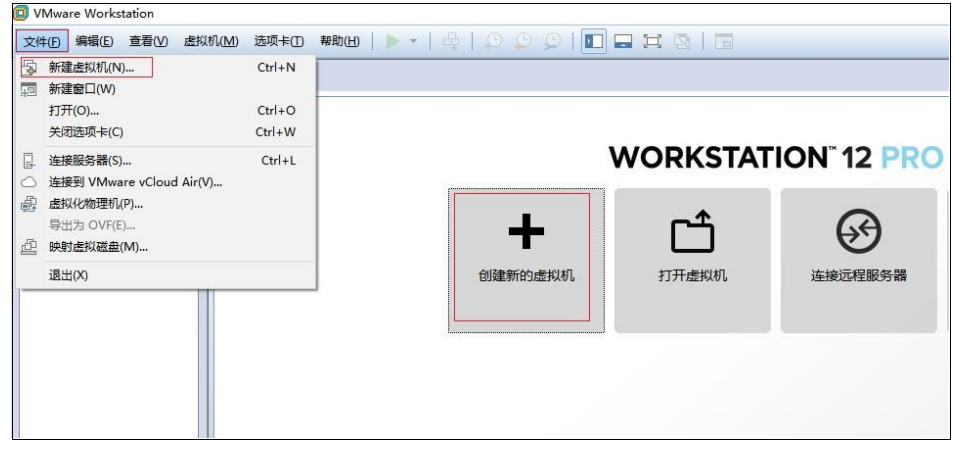 VMware Workstation
文件(F) 编辑(E) 查看(V) 虚拟机(M) 选项卡(T) 帮助(H)
新建虚拟机(N)... Ctrl+N
新建窗口(W)
打开(O)... Ctrl+O
关闭选项卡(C) Ctrl+W
连接服务器(S)... Ctrl+L
连接到 VMware vCloud Air(V)...
虚拟化物理机(P)...
导出为 OVF(E)...
映射虚拟磁盘(M)...
退出(X)
WORKSTATION™ 12 PRO
创建新的虚拟机 打开虚拟机 连接远程服务器